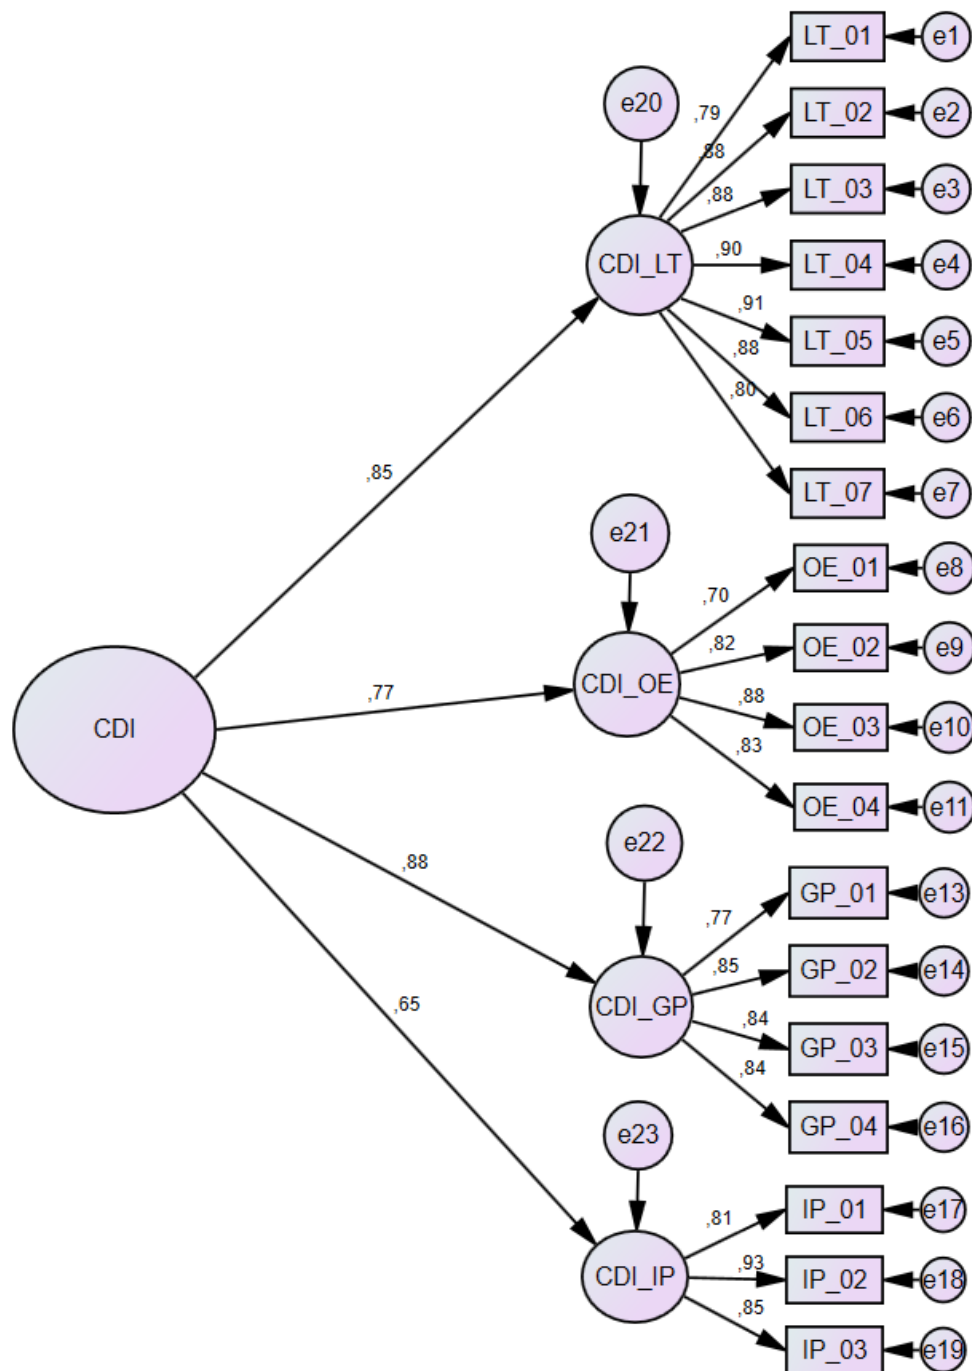 LT_01
e1
e20
,79
LT_02
e2
,88
LT_03
e3
,88
CDI_LT
,90
LT_04
e4
,91
LT_05
e5
,88
,80
LT_06
e6
,85
LT_07
e7
e21
OE_01
e8
,70
,82
OE_02
e9
CDI_OE
,77
,88
OE_03
e10
CDI
,83
OE_04
e11
e22
,88
GP_01
e13
,77
,85
GP_02
e14
CDI_GP
,65
,84
GP_03
e15
,84
GP_04
e16
e23
IP_01
e17
,81
,93
CDI_IP
IP_02
e18
,85
IP_03
e19